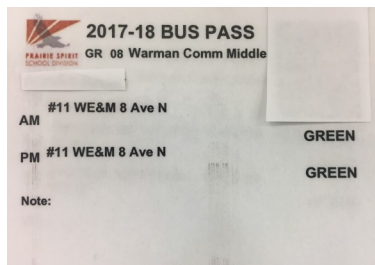 2017-18 BUS PASS
PRAIRIE SPIRIT
SCHOOL DIVISION
GR 08 Warman Comm Middle
#11 WE&M 8 Ave N
AM
GREEN
#11 WE&M 8 Ave N
PM
GREEN
Note: